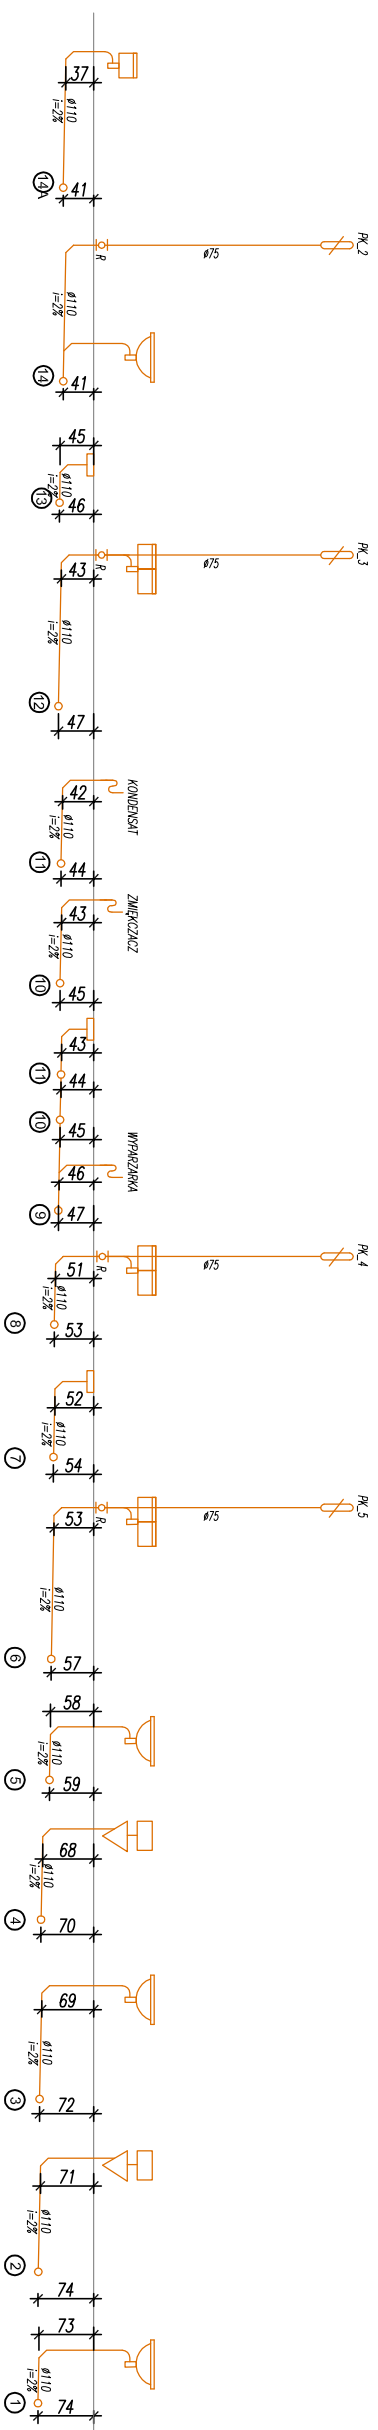 37
ø110
i=2%
41
14A
PK_2
ø75
R
ø110
i=2%
41
14
45
ø110
i=2%
46
13
PK_3
ø75
R
43
ø110
i=2%
47
12
KONDENSAT
42
ø110
i=2%
44
11
ZMIĘKCZACZ
43
ø110
i=2%
45
10
43
44
11
45
10
WYPARZARKA
46
47
9
PK_4
ø75
R
51
ø110
i=2%
53
8
52
ø110
i=2%
54
7
PK_5
ø75
R
53
ø110
i=2%
57
6
58
ø110
i=2%
59
5
68
ø110
i=2%
70
4
69
ø110
i=2%
72
3
71
ø110
i=2%
74
2
73
ø110
i=2%
74
1